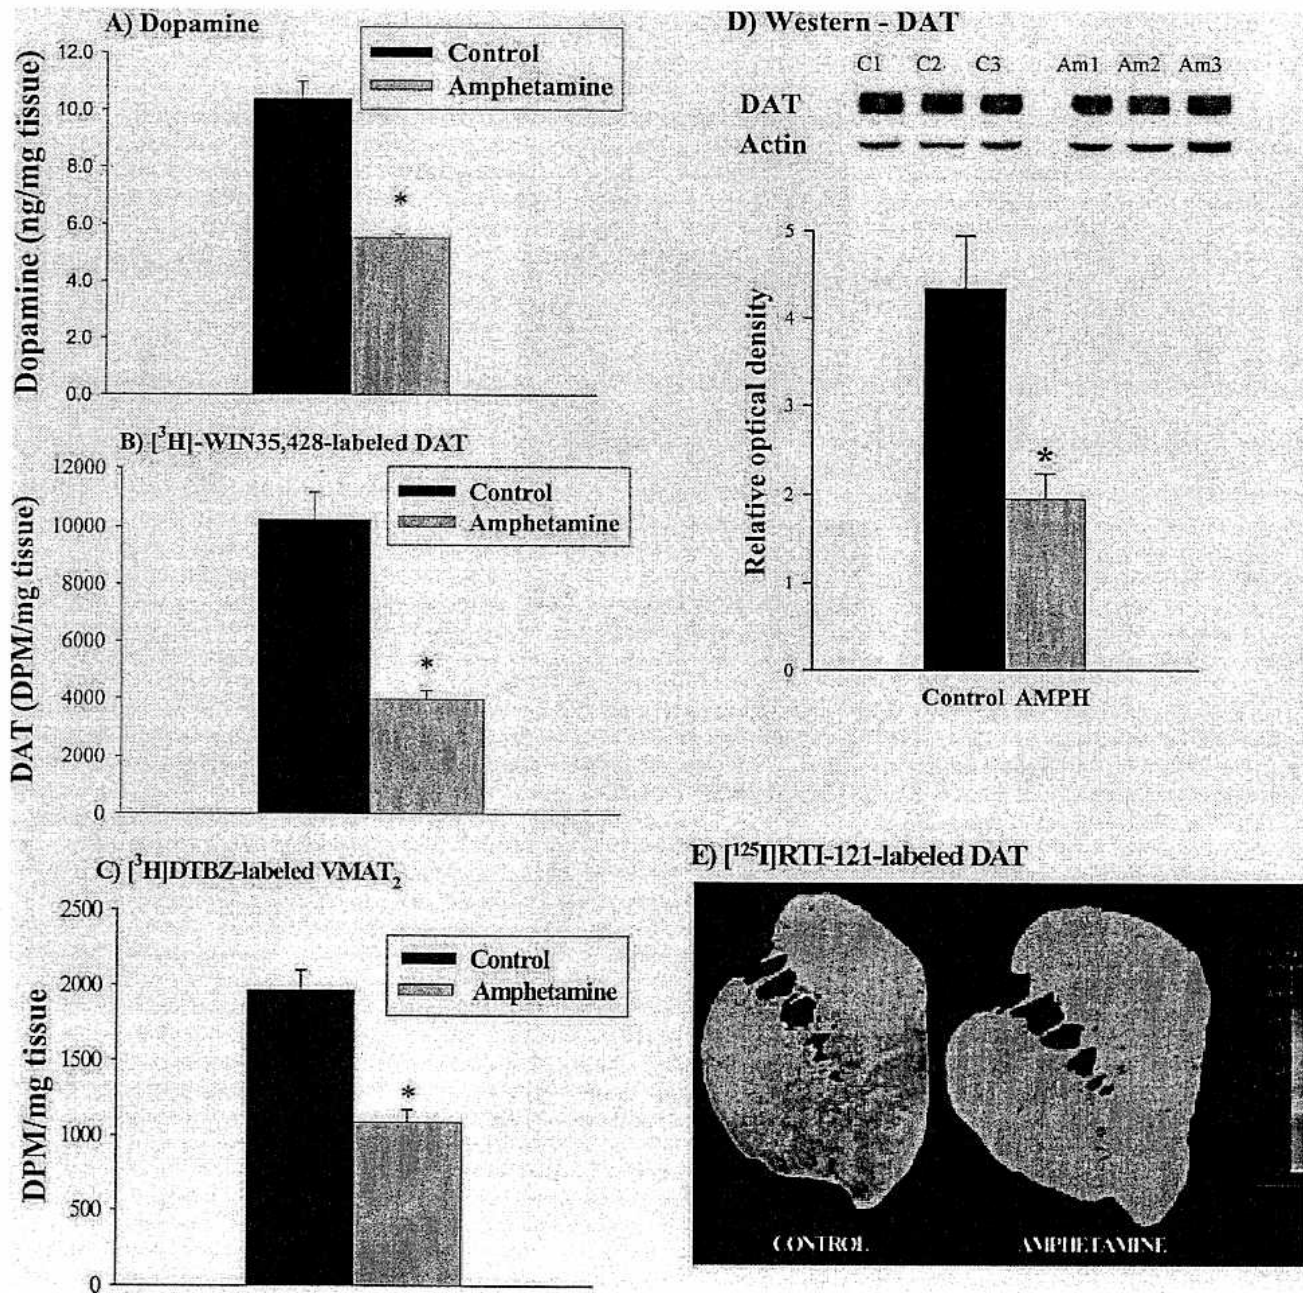 A) Dopamine
Control
Amphetamine
Dopamine (ng/mg tissue)
12.0
10.0
8.0
6.0
4.0
2.0
0.0
*
B) [³H]-WIN35,428-labeled DAT
Control
Amphetamine
DAT (DPM/mg tissue)
12000
10000
8000
6000
4000
2000
0
*
C) [³H]DTBZ-labeled VMAT₂
Control
Amphetamine
DPM/mg tissue
2500
2000
1500
1000
500
0
*
D) Western - DAT
C1 C2 C3 Am1 Am2 Am3
DAT
Actin
Relative optical density
5
4
3
2
1
0
*
Control AMPH
E) [¹²⁵I]RTI-121-labeled DAT
CONTROL AMPHETAMINE